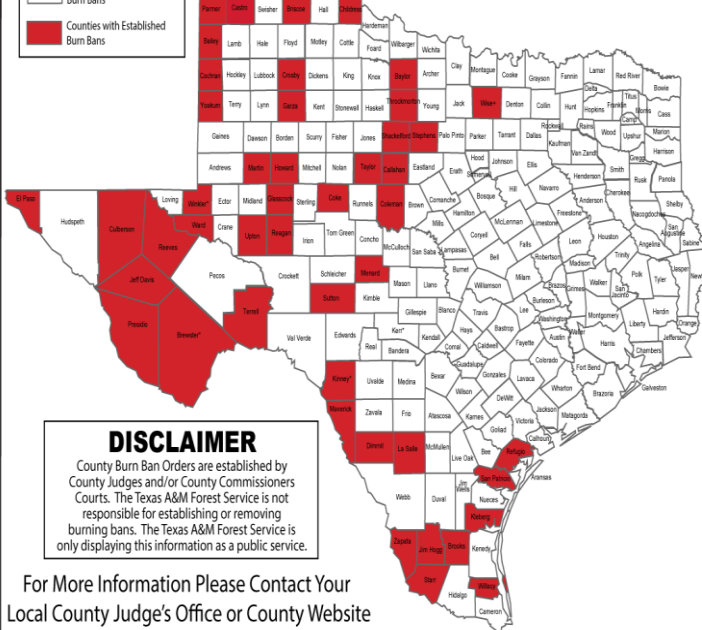 Burn Bans
Counties with Established
Burn Bans
Parmer Castro Swisher Briscoe Hall Childress
Hardeman
Bailey Lamb Hale Floyd Motley Cottle Foard Wilbarger Wichita
Clay Montague Cooke Grayson Fannin Lamar Red River Bowie
Cochran Hockley Lubbock Crosby Dickens King Knox Baylor Archer
Delta Titus Hopkins Franklin Morris Cass
Yoakum Terry Lynn Garza Kent Stonewall Haskell Throckmorton Young Jack Wise* Denton Collin Hunt
Camp Rockwall Rains Wood Upshur Marion
Gaines Dawson Borden Scurry Fisher Jones Shackelford Stephens Palo Pinto Parker Tarrant Dallas Kaufman Van Zandt Gregg Harrison
Andrews Martin Howard Mitchell Nolan Taylor Callahan Eastland Erath Hood Somervell Johnson Ellis Henderson Smith Rusk Panola
El Paso Hudspeth Culberson Loving Winkler* Ector Midland Glasscock Sterling Coke Runnels Coleman Brown Comanche Bosque Hill Navarro Anderson Cherokee Shelby
Nacogdoches San Augustine Sabine
Reeves Ward Crane Upton Reagan Irion Tom Green Concho McCulloch San Saba Mills Hamilton Lampasas Coryell McLennan Limestone Freestone* Leon Houston Angelina
Jeff Davis Pecos Crockett Schleicher Menard Mason Llano Burnet Bell Falls Robertson Madison Trinity Polk Tyler Jasper Newt
Presidio Brewster* Terrell Sutton Kimble Gillespie Blanco Williamson Milam Brazos Grimes Walker San Jacinto Hardin
Travis Burleson Lee Washington Montgomery Liberty Orange
Val Verde Edwards Real Kerr* Bandera Kendall Comal Hays Bastrop Caldwell Fayette Austin Waller Harris Chambers Jefferson
Kinney* Uvalde Medina Bexar Guadalupe Gonzales Lavaca Colorado Fort Bend Galveston
Wilson DeWitt Wharton Brazoria
Maverick Zavala Frio Atascosa Karnes Victoria Jackson Matagorda
Goliad Calhoun
Dimmit La Salle McMullen Live Oak Bee Refugio Aransas
San Patricio
Webb Duval Jim Wells Nueces
Kleberg
Zapata Jim Hogg Brooks Kenedy
Starr Hidalgo Willacy
Cameron
DISCLAIMER
County Burn Ban Orders are established by
County Judges and/or County Commissioners
Courts. The Texas A&M Forest Service is not
responsible for establishing or removing
burning bans. The Texas A&M Forest Service is
only displaying this information as a public service.
For More Information Please Contact Your
Local County Judge's Office or County Website